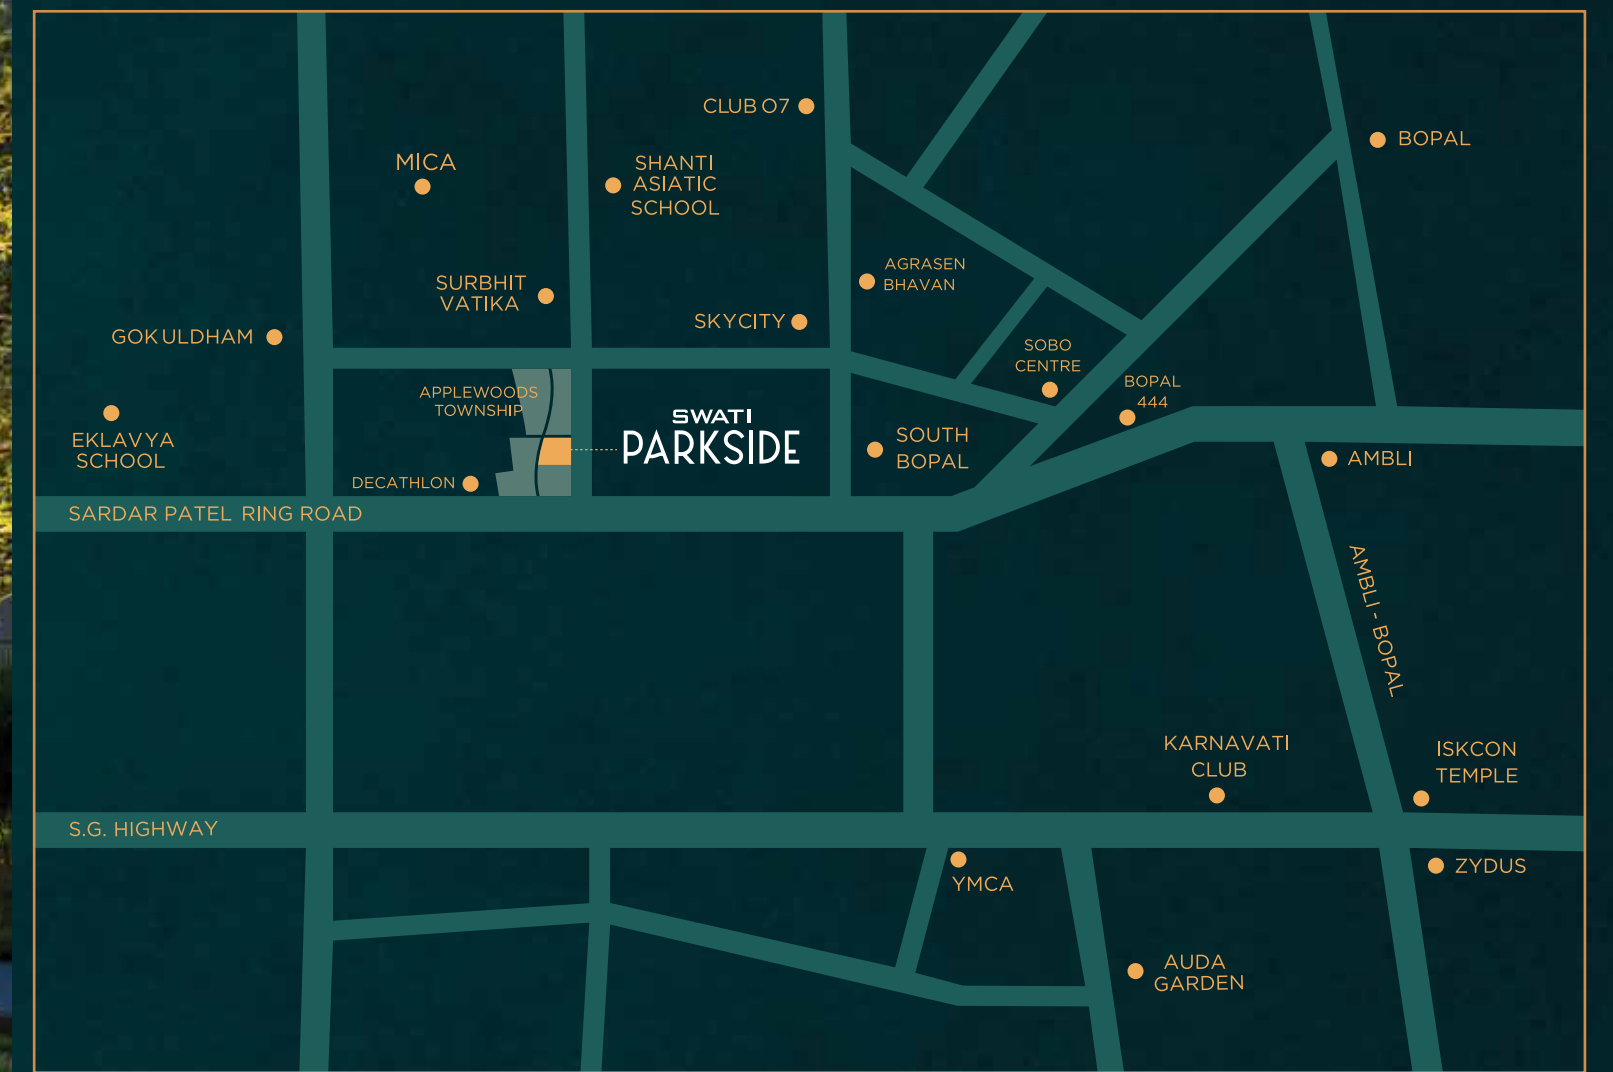 CLUB O7
BOPAL
MICA
SHANTI
ASIATIC
SCHOOL
AGRASEN
BHAVAN
SURBHIT
VATIKA
SKYCITY
GOKULDHAM
SOBO
CENTRE
BOPAL
444
APPLEWOODS
TOWNSHIP
SWATI
PARKSIDE
EKLAVYA
SCHOOL
SOUTH
BOPAL
AMBLI
DECATHLON
SARDAR PATEL RING ROAD
AMBLI - BOPAL
KARNAVATI
CLUB
ISKCON
TEMPLE
S.G. HIGHWAY
YMCA
ZYDUS
AUDA
GARDEN